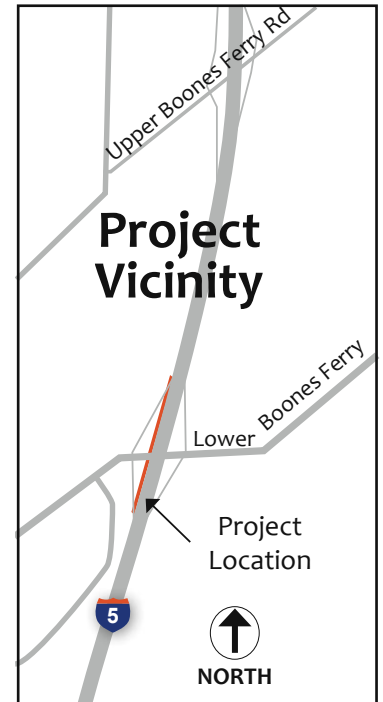 Upper Boones Ferry Rd
Project
Vicinity
Lower Boones Ferry
Project
Location
5
NORTH